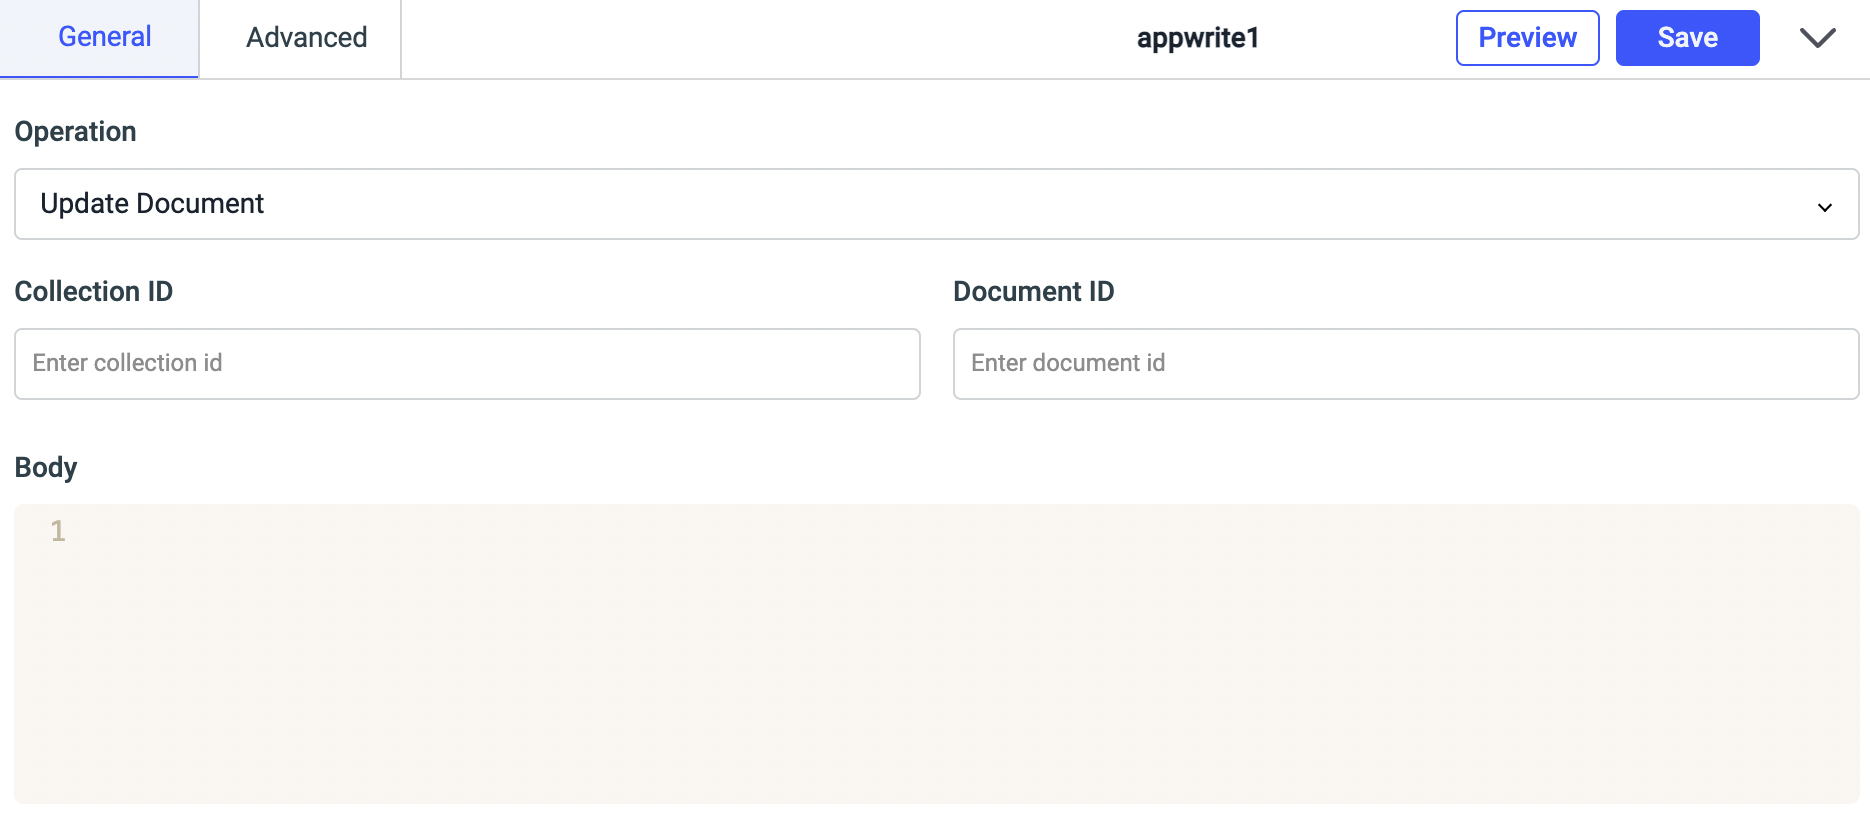 General Advanced appwrite1 Preview Save
Operation
Update Document
Collection ID Document ID
Enter collection id Enter document id
Body
1